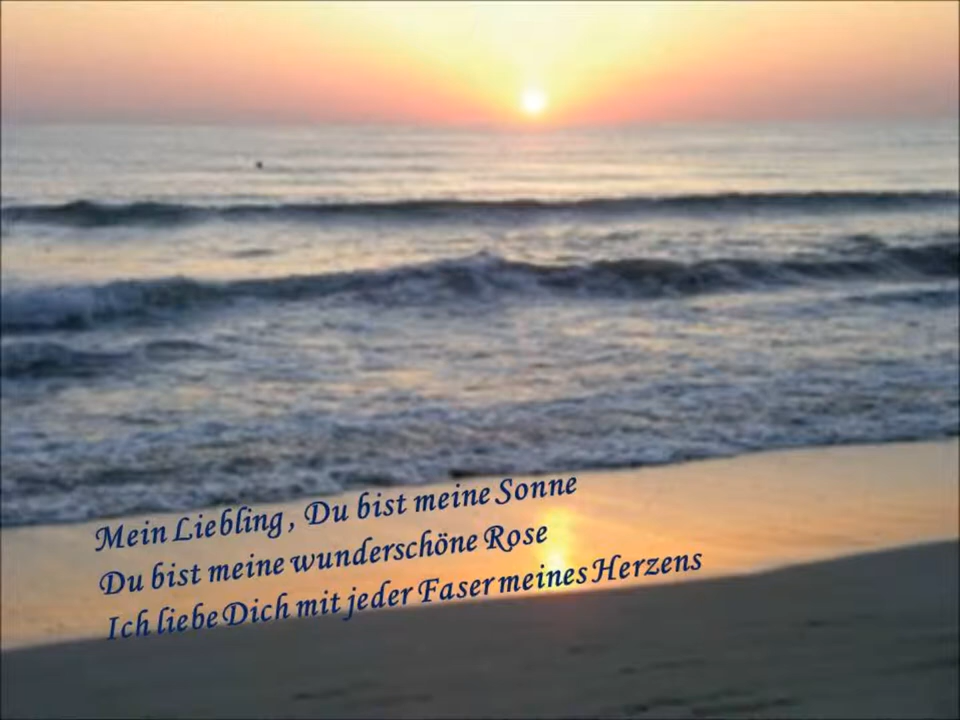 Mein Liebling , Du bist meine Sonne
Du bist meine wunderschöne Rose
Ich liebe Dich mit jeder Faser meines Herzens